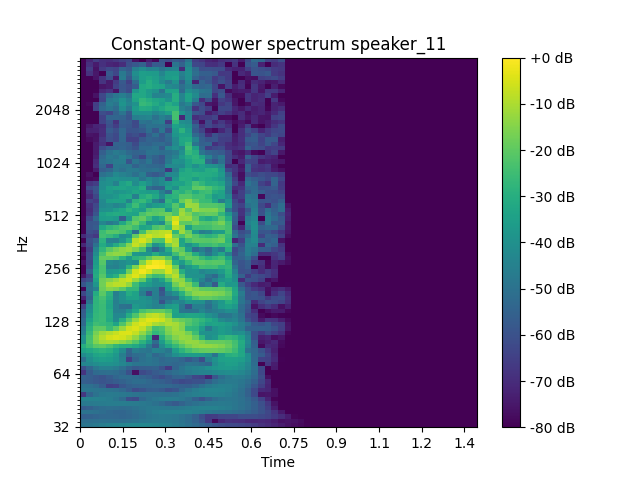 Constant-Q power spectrum speaker_11
Hz
2048
1024
512
256
128
64
32
0 0.15 0.3 0.45 0.6 0.75 0.9 1.1 1.2 1.4
Time
+0 dB
-10 dB
-20 dB
-30 dB
-40 dB
-50 dB
-60 dB
-70 dB
-80 dB